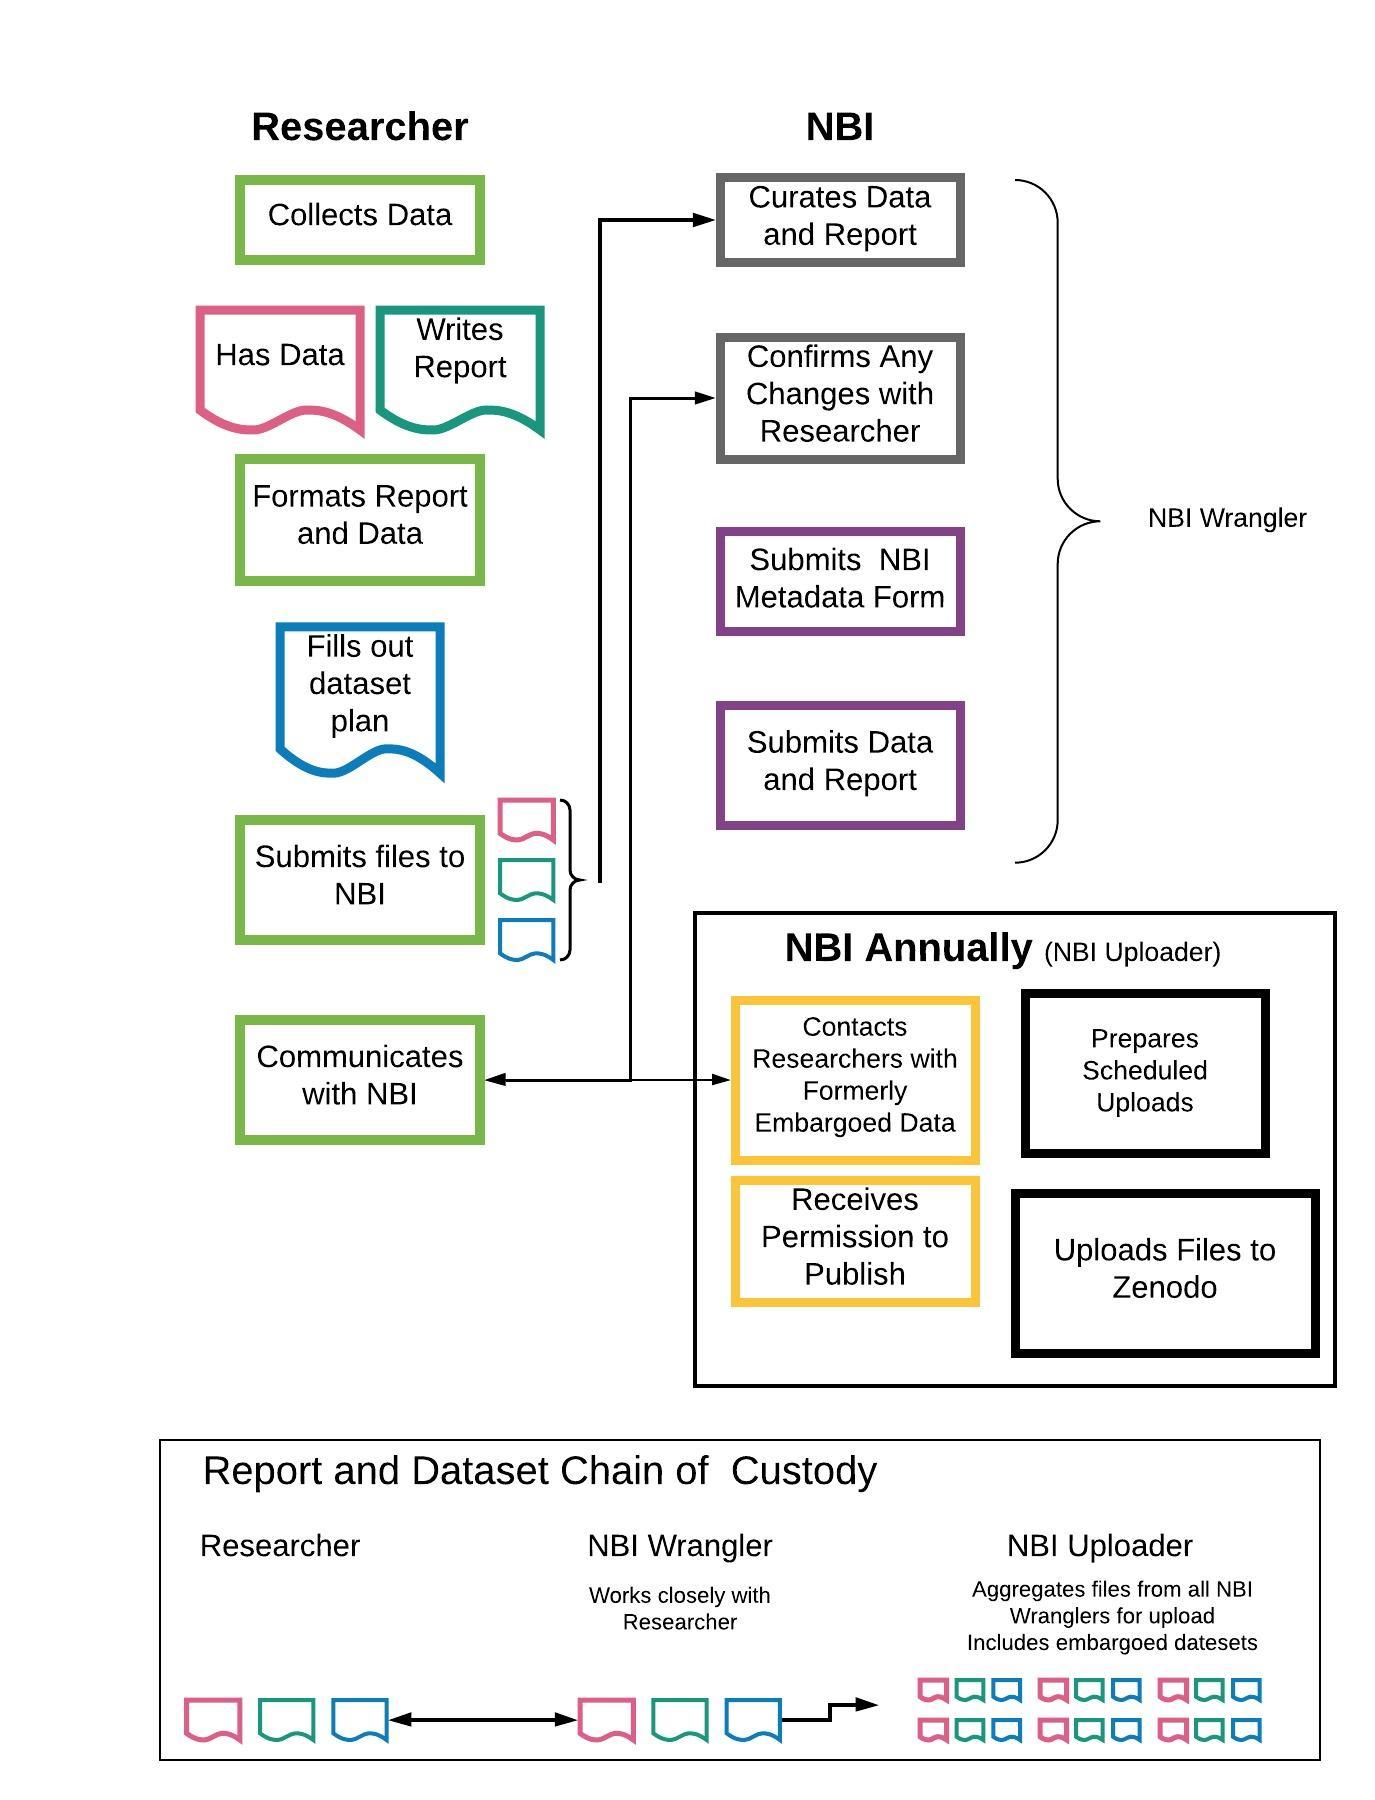 Researcher
Collects Data
Has Data
Writes
Report
Formats Report
and Data
Fills out
dataset
plan
Submits files to
NBI
Communicates
with NBI
NBI
Curates Data
and Report
Confirms Any
Changes with
Researcher
Submits  NBI
Metadata Form
Submits Data
and Report
NBI Wrangler
NBI Annually (NBI Uploader)
Contacts
Researchers with
Formerly
Embargoed Data
Prepares
Scheduled
Uploads
Receives
Permission to
Publish
Uploads Files to
Zenodo
Report and Dataset Chain of  Custody
Researcher
NBI Wrangler
Works closely with
Researcher
NBI Uploader
Aggregates files from all NBI
Wranglers for upload
Includes embargoed datesets